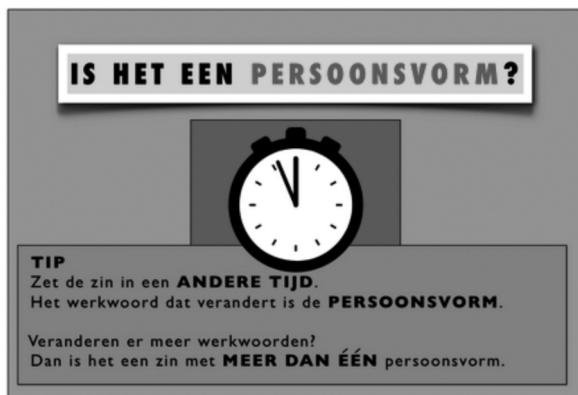 IS HET EEN PERSOONSVORM?
TIP
Zet de zin in een ANDERE TIJD.
Het werkwoord dat verandert is de PERSOONSVORM.
Veranderen er meer werkwoorden?
Dan is het een zin met MEER DAN ÉÉN persoonsvorm.